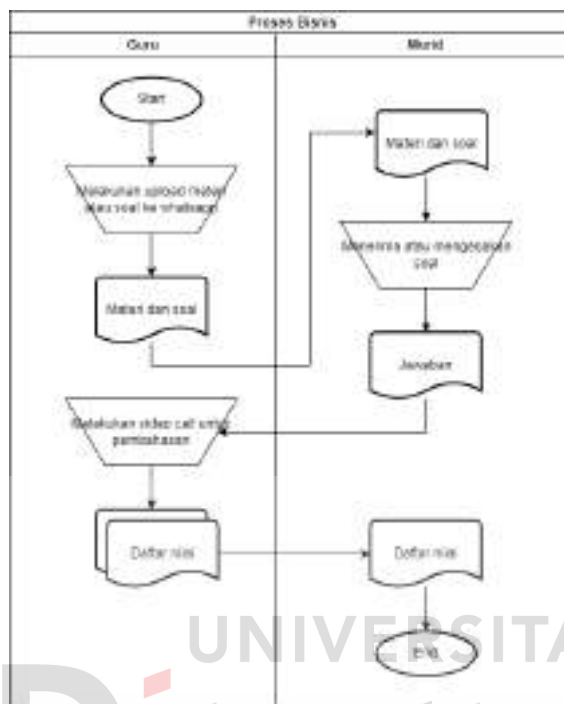 Proses Bisnis
Guru
Murid
Start
Melakukan upload materi
atau soal ke whatsapp
Materi dan soal
Materi dan soal
Menerima atau mengerjakan
soal
Jawaban
Melakukan video call untuk
pembahasan
Daftar nilai
Daftar nilai
End
UNIVERSITA